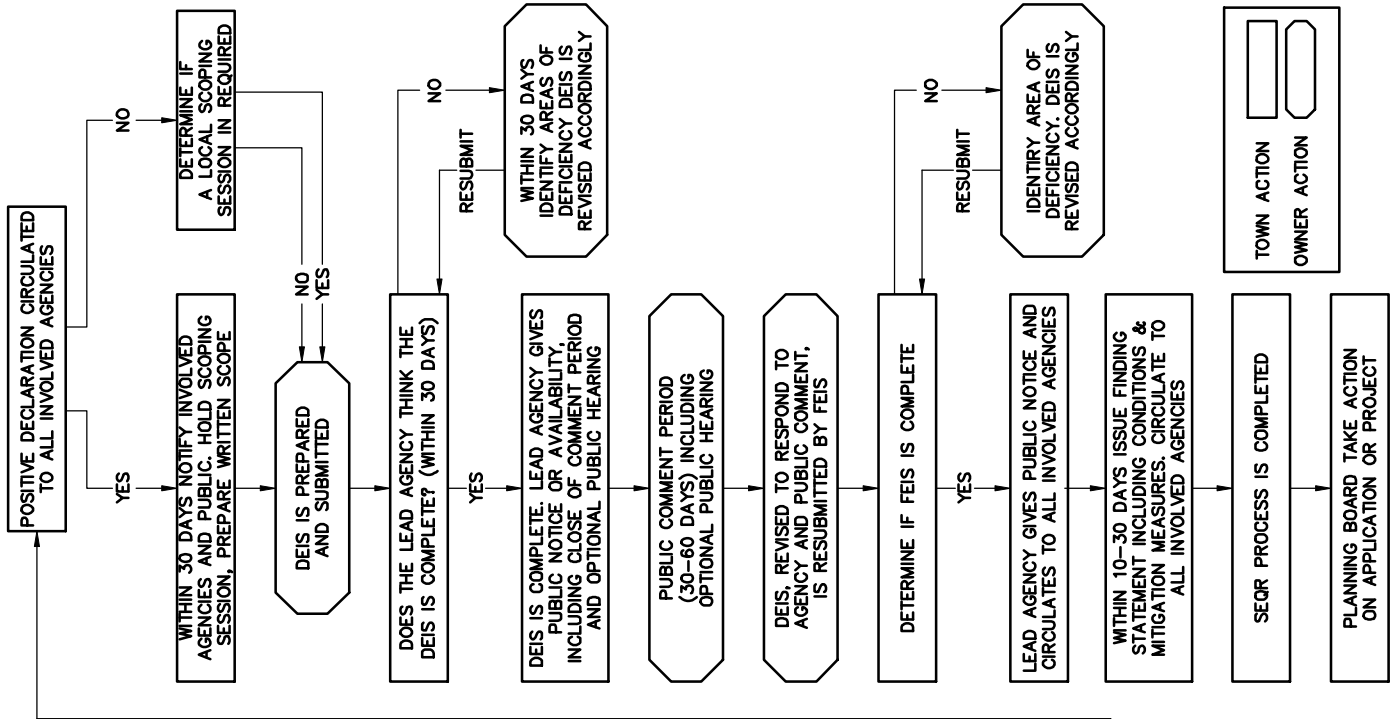 POSITIVE DECLARATION CIRCULATED
TO ALL INVOLVED AGENCIES
YES
NO
WITHIN 30 DAYS NOTIFY INVOLVED
AGENCIES AND PUBLIC. HOLD SCOPING
SESSION, PREPARE WRITTEN SCOPE
DETERMINE IF
A LOCAL SCOPING
SESSION IN REQUIRED
NO
YES
DEIS IS PREPARED
AND SUBMITTED
DOES THE LEAD AGENCY THINK THE
DEIS IS COMPLETE? (WITHIN 30 DAYS)
NO
RESUBMIT
WITHIN 30 DAYS
IDENTIFY AREAS OF
DEFICIENCY DEIS IS
REVISED ACCORDINGLY
YES
DEIS IS COMPLETE. LEAD AGENCY GIVES
PUBLIC NOTICE OR AVAILABILITY,
INCLUDING CLOSE OF COMMENT PERIOD
AND OPTIONAL PUBLIC HEARING
PUBLIC COMMENT PERIOD
(30-60 DAYS) INCLUDING
OPTIONAL PUBLIC HEARING
DEIS, REVISED TO RESPOND TO
AGENCY AND PUBLIC COMMENT,
IS RESUBMITTED BY FEIS
DETERMINE IF FEIS IS COMPLETE
NO
RESUBMIT
IDENTIRY AREA OF
DEFICIENCY. DEIS IS
REVISED ACCORDINGLY
YES
LEAD AGENCY GIVES PUBLIC NOTICE AND
CIRCULATES TO ALL INVOLVED AGENCIES
WITHIN 10-30 DAYS ISSUE FINDING
STATEMENT INCLUDING CONDITIONS &
MITIGATION MEASURES. CIRCULATE TO
ALL INVOLVED AGENCIES
SEQR PROCESS IS COMPLETED
PLANNING BOARD TAKE ACTION
ON APPLICATION OR PROJECT
TOWN ACTION
OWNER ACTION